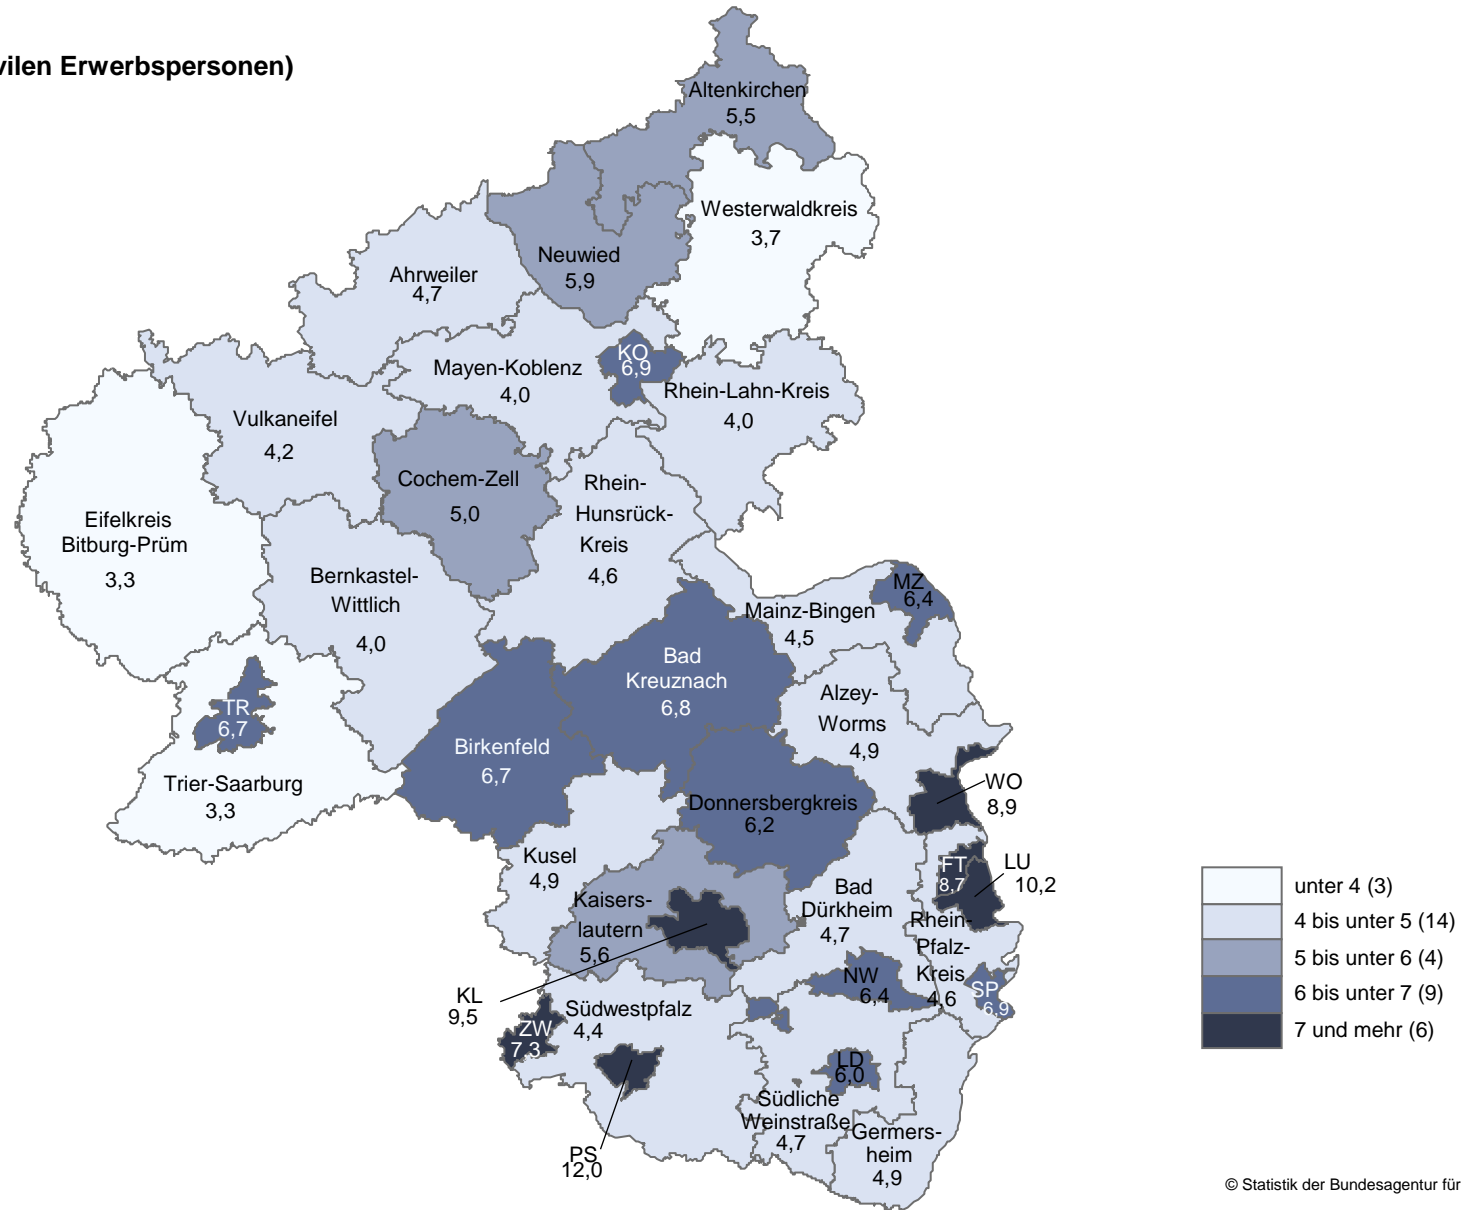 vilen Erwerbspersonen)
Altenkirchen
5,5
Westerwaldkreis
3,7
Neuwied
5,9
Ahrweiler
4,7
KO
6,9
Mayen-Koblenz
4,0
Rhein-Lahn-Kreis
4,0
Vulkaneifel
4,2
Cochem-Zell
5,0
Rhein-
Hunsrück-
Kreis
4,6
Eifelkreis
Bitburg-Prüm
3,3
Bernkastel-
Wittlich
4,0
MZ
6,4
Mainz-Bingen
4,5
Bad
Kreuznach
6,8
Alzey-
Worms
4,9
TR
6,7
Birkenfeld
6,7
Trier-Saarburg
3,3
WO
8,9
Donnersbergkreis
6,2
Kusel
4,9
FT
8,7
LU
10,2
Kaisers-
lautern
5,6
Bad
Dürkheim
4,7
Rhein-
Pfalz-
Kreis
4,6
NW
6,4
SP
6,9
KL
9,5
Südwestpfalz
4,4
ZW
7,3
LD
6,0
Südliche
Weinstraße
4,7
Germers-
heim
4,9
PS
12,0
unter 4 (3)
4 bis unter 5 (14)
5 bis unter 6 (4)
6 bis unter 7 (9)
7 und mehr (6)
© Statistik der Bundesagentur für